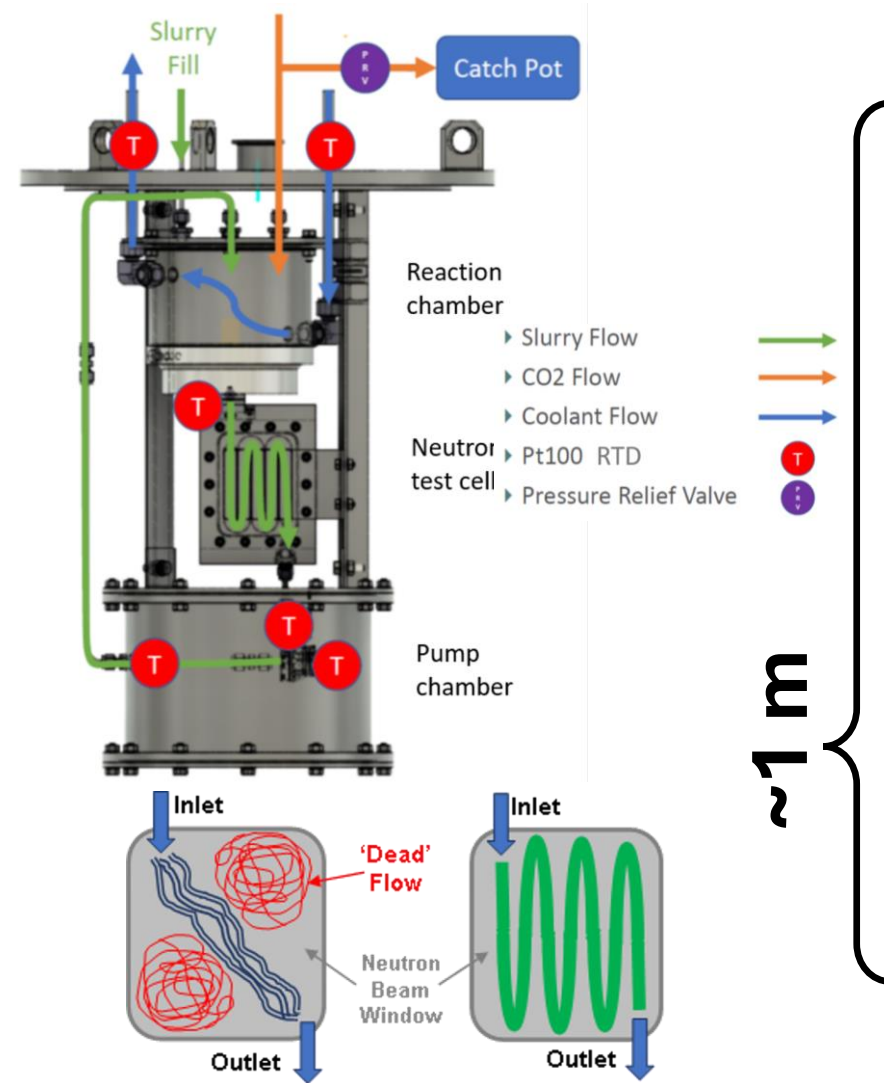 Slurry
Fill
P
R
V
Catch Pot
T
T
Reaction
chamber
Slurry Flow
CO2 Flow
Coolant Flow
T
Neutron
test cell
Pt100 RTD
T
Pressure Relief Valve
P
R
V
T
T
T
Pump
chamber
~1 m
Inlet
Inlet
'Dead'
Flow
Neutron
Beam
Window
Outlet
Outlet